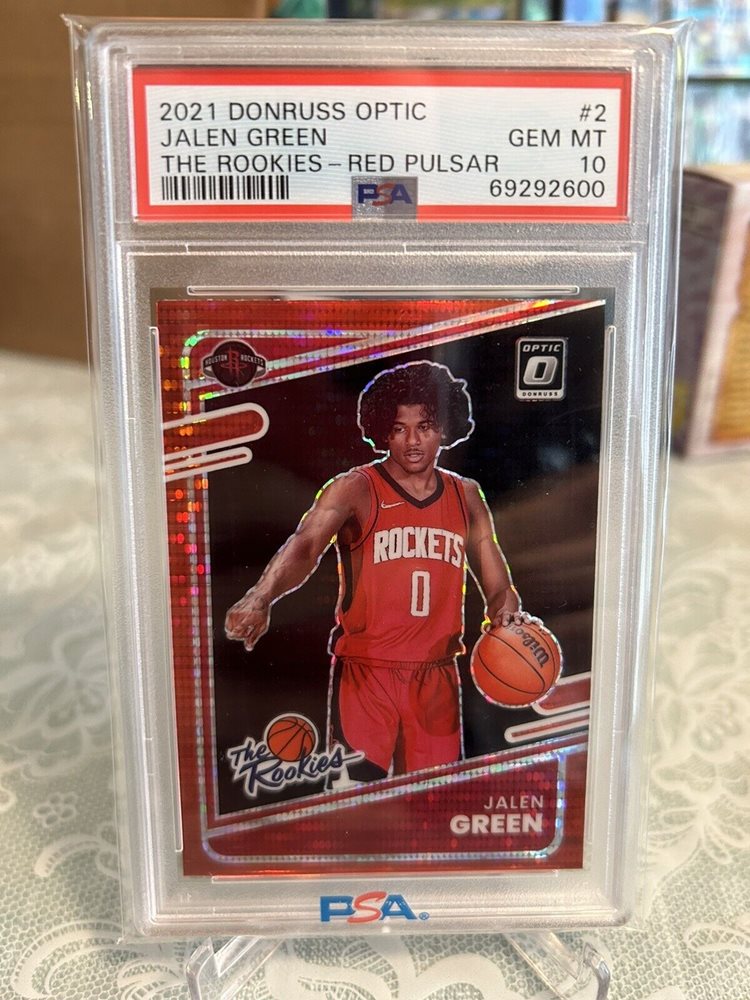 2021 DONRUSS OPTIC #2
JALEN GREEN GEM MT
THE ROOKIES - RED PULSAR 10
PSA 69292600
HOUSTON ROCKETS
OPTIC
O
DONRUSS
ROCKETS
0
Wilson
The
Rookies
JALEN
GREEN
PSA®